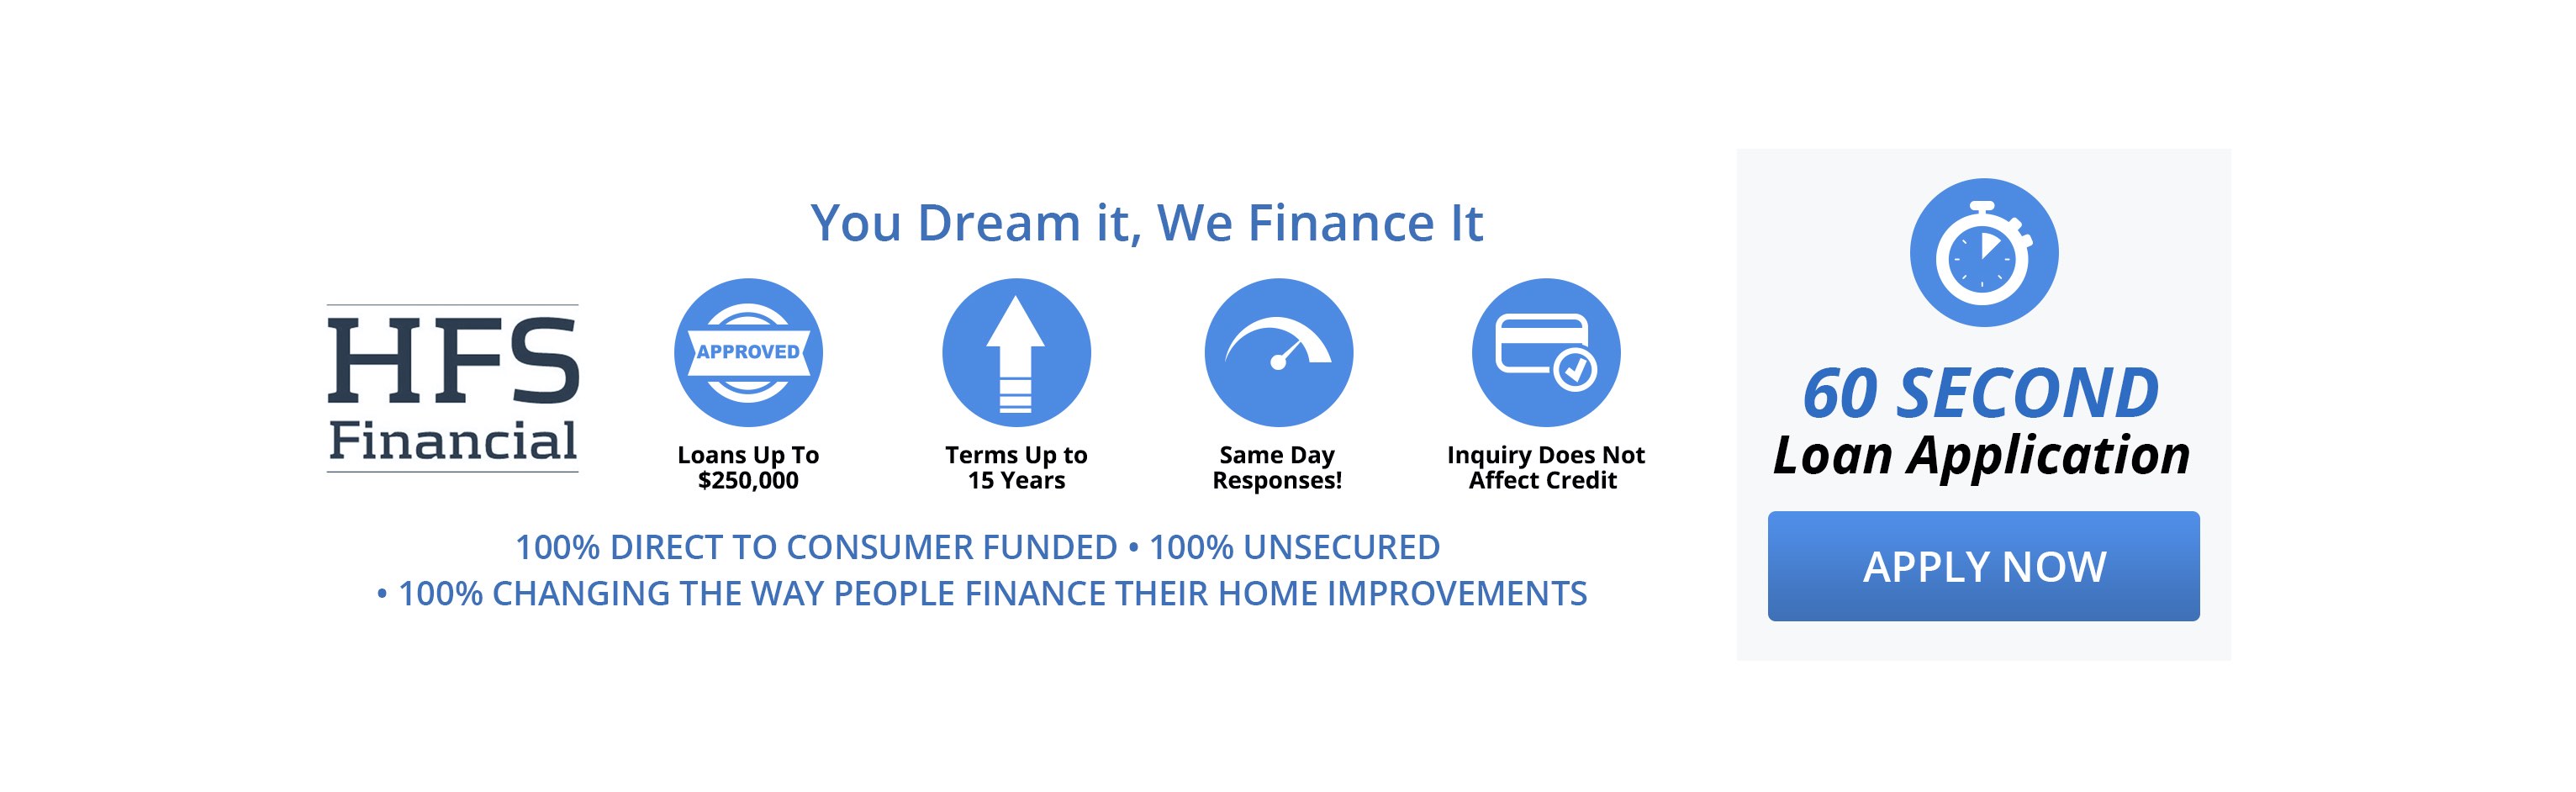 You Dream it, We Finance It
HFS
Financial
APPROVED
Loans Up To
$250,000
Terms Up to
15 Years
Same Day
Responses!
Inquiry Does Not
Affect Credit
100% DIRECT TO CONSUMER FUNDED • 100% UNSECURED
• 100% CHANGING THE WAY PEOPLE FINANCE THEIR HOME IMPROVEMENTS
60 SECOND
Loan Application
APPLY NOW